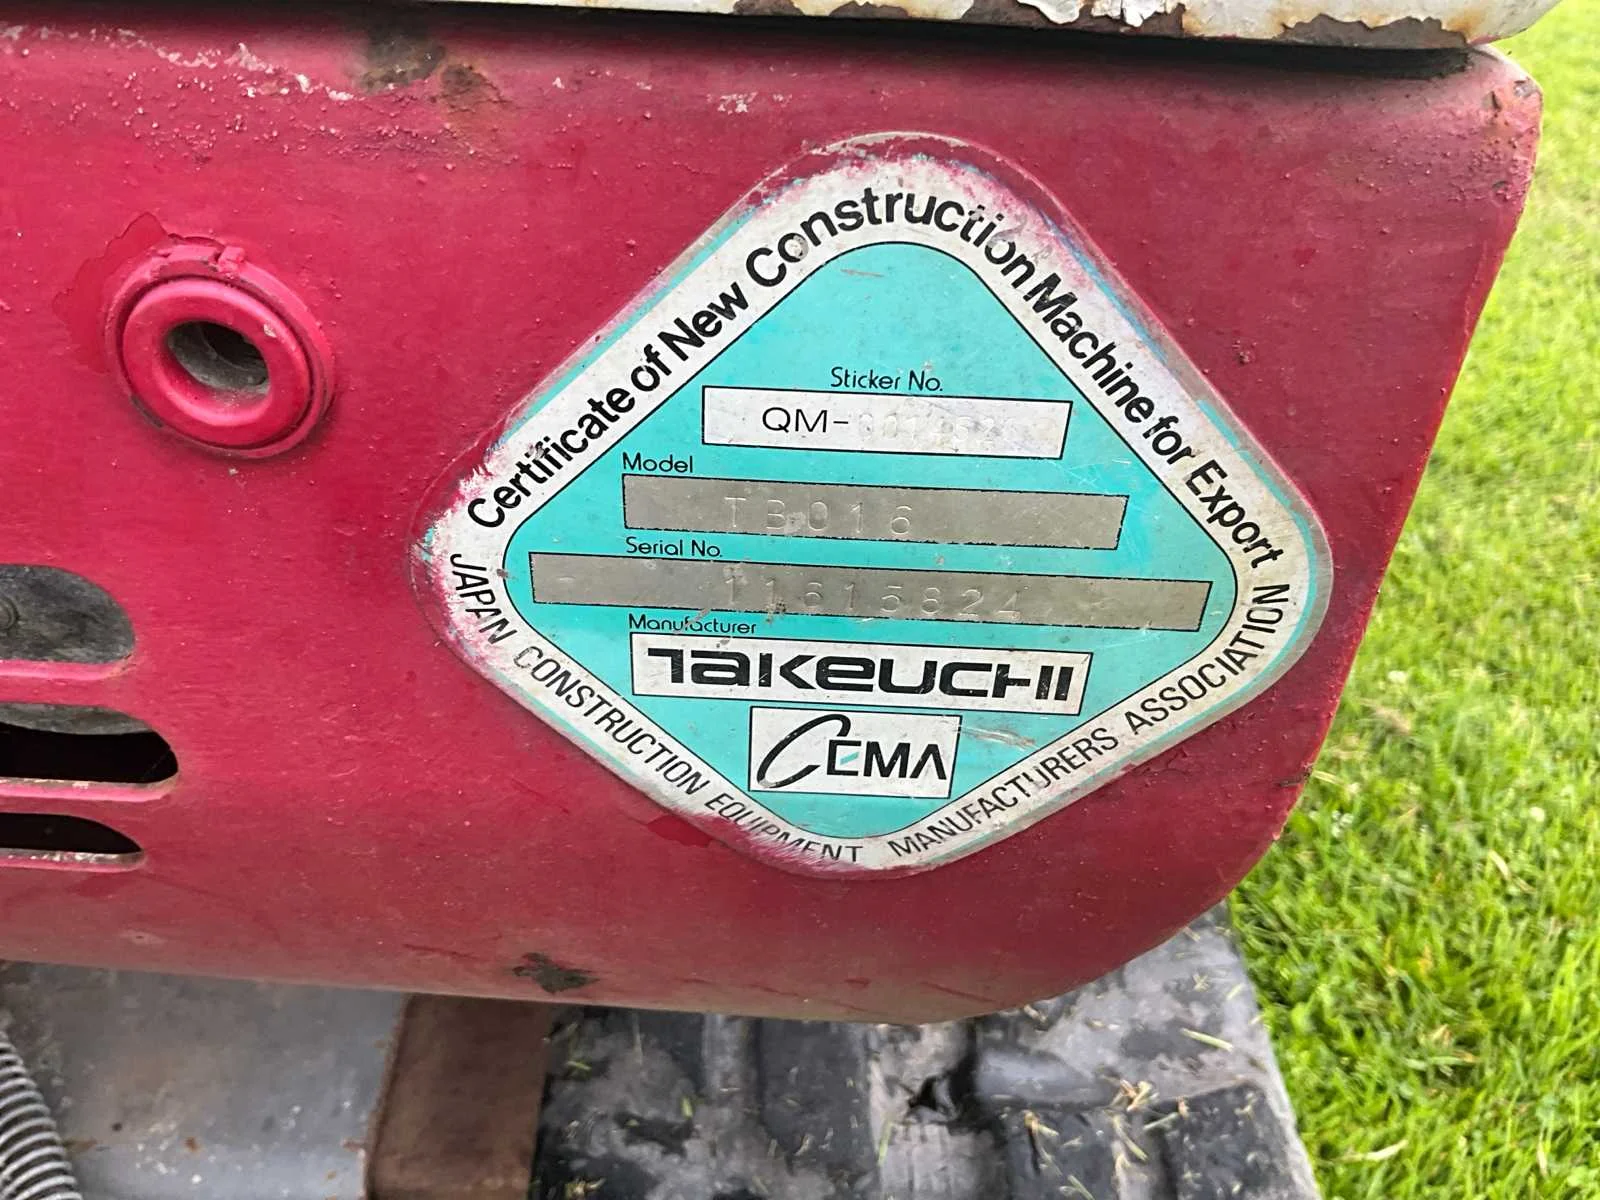 Certificate of New Construction Machine for Export
Sticker No.
QM-
Model
TB016
Serial No.
11615824
Manufacturer
TAKEUCHI
CEMA
JAPAN CONSTRUCTION EQUIPMENT MANUFACTURERS ASSOCIATION